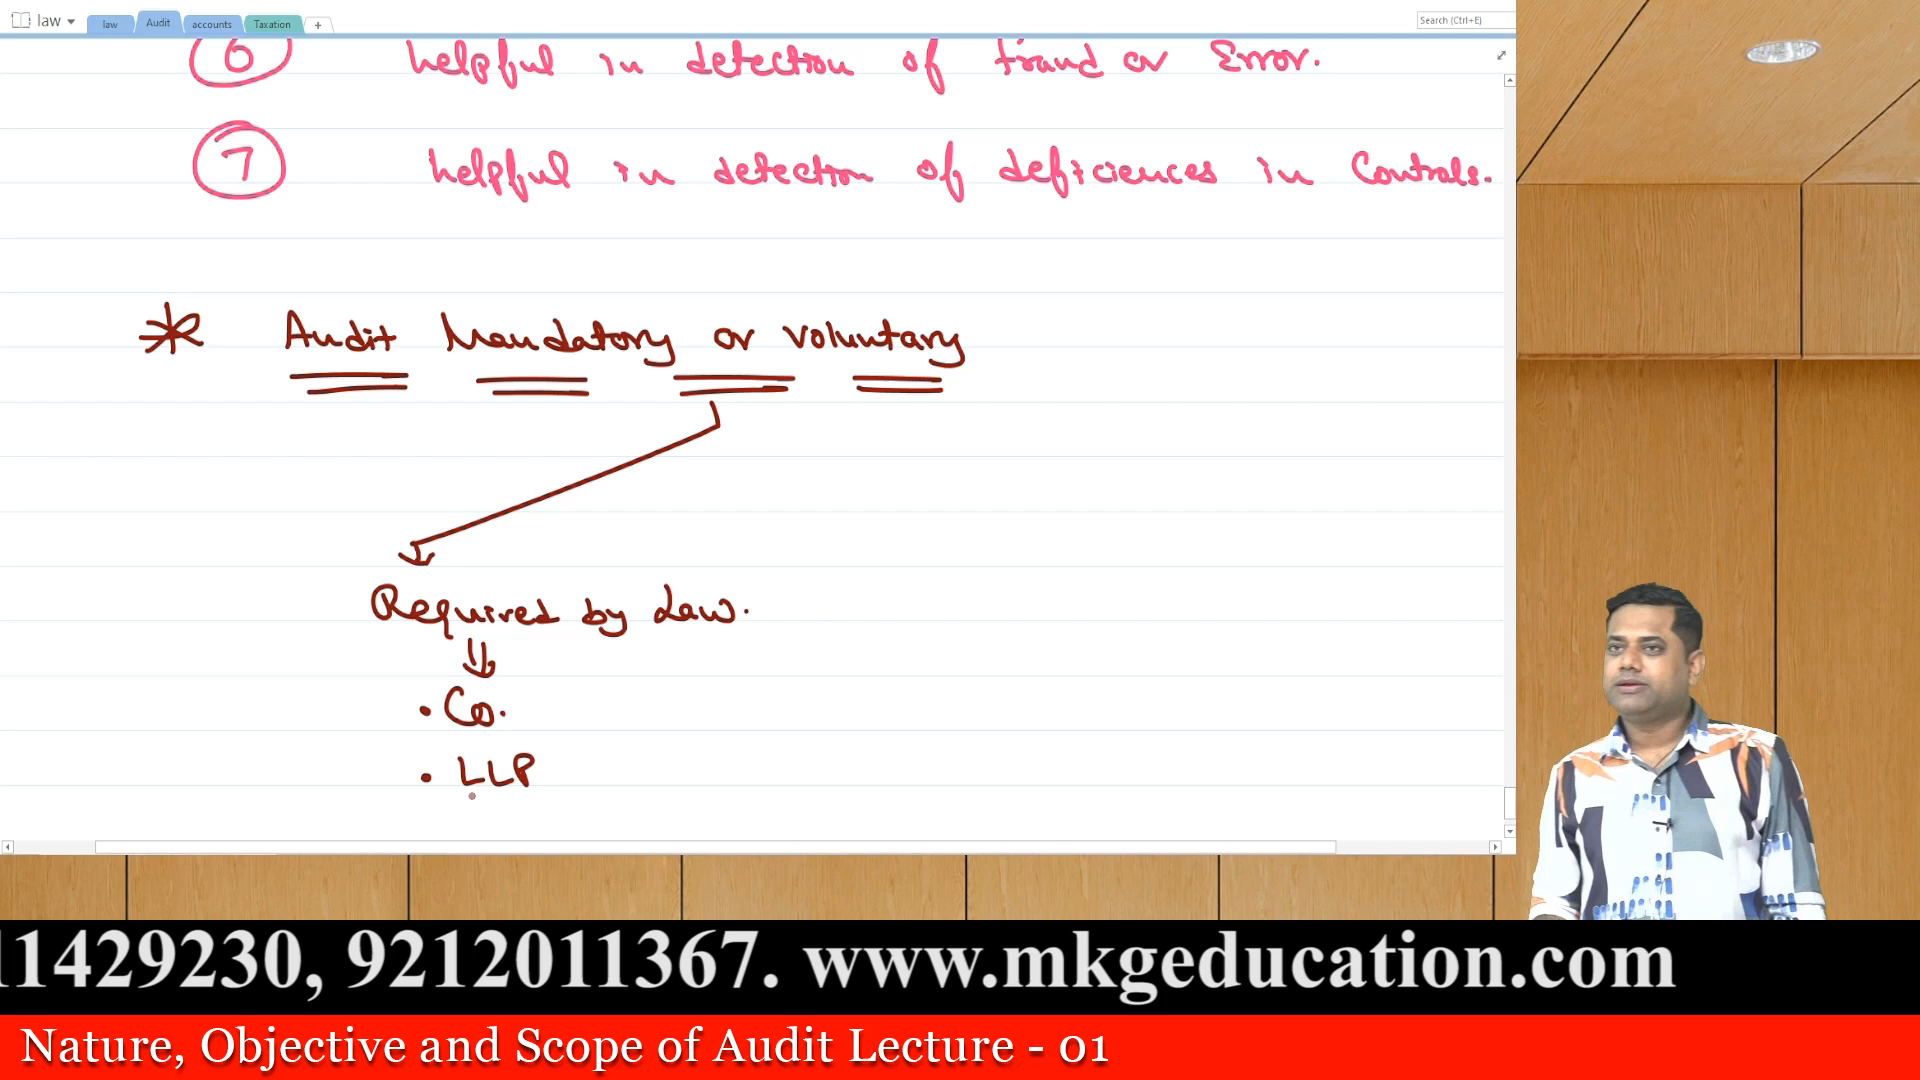 law
law Audit accounts Taxation +
Search (Ctrl+E)
6 helpful in detection of fraud or Error.
7 helpful in detection of deficiences in Controls.
* Audit Mandatory or voluntary
Required by Law.
• Co.
• LLP
11429230, 9212011367. www.mkgeducation.com
Nature, Objective and Scope of Audit Lecture - 01